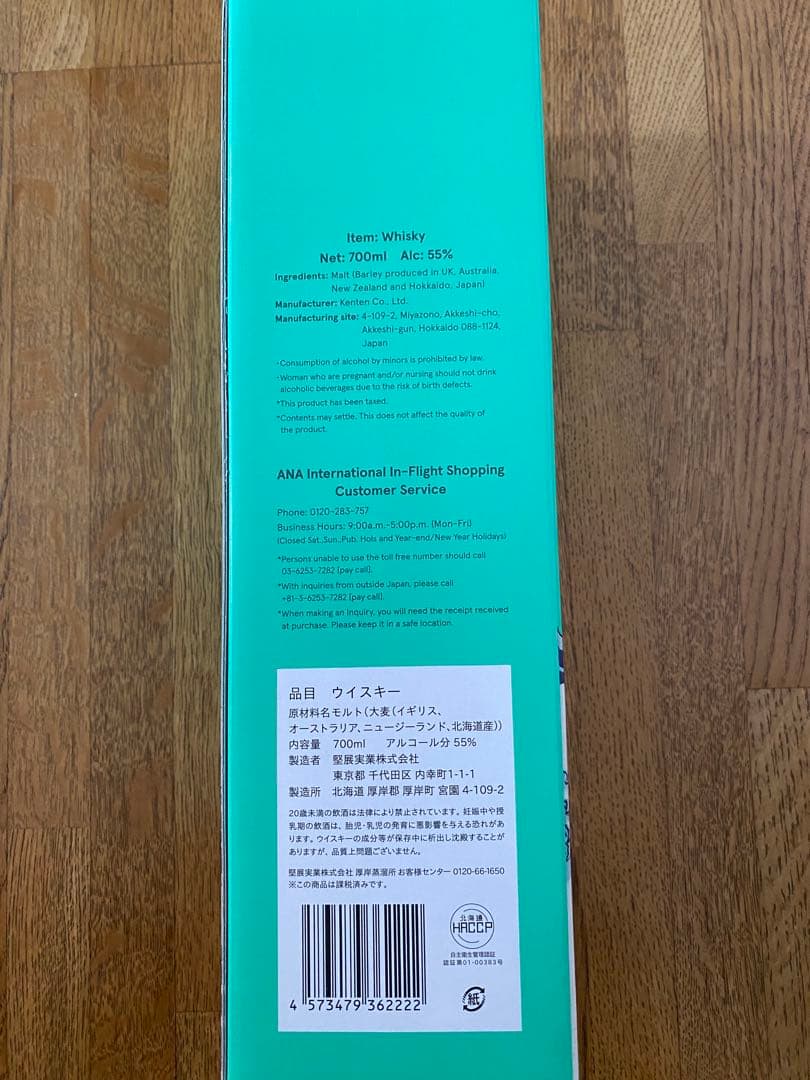 Item: Whisky
Net: 700ml Alc: 55%
Ingredients: Malt (Barley produced in UK, Australia,
New Zealand and Hokkaido, Japan)
Manufacturer: Kenten Co., Ltd.
Manufacturing site: 4-109-2, Miyazono, Akkeshi-cho,
Akkeshi-gun, Hokkaido 088-1124,
Japan
・Consumption of alcohol by minors is prohibited by law.
・Woman who are pregnant and/or nursing should not drink
alcoholic beverages due to the risk of birth defects.
*This product has been taxed.
*Contents may settle. This does not affect the quality of
the product.
ANA International In-Flight Shopping
Customer Service
Phone: 0120-283-757
Business Hours: 9:00a.m.-5:00p.m. (Mon-Fri)
(Closed Sat.,Sun.,Pub. Hols and Year-end/New Year Holidays)
*Persons unable to use the toll free number should call
03-6253-7282 (pay call).
*With inquiries from outside Japan, please call
+81-3-6253-7282 (pay call).
*When making an inquiry, you will need the receipt received
at purchase. Please keep it in a safe location.
品目 ウイスキー
原材料名 モルト(大麦(イギリス、
オーストラリア、ニュージーランド、北海道産))
内容量 700ml アルコール分 55%
製造者 堅展実業株式会社
東京都 千代田区 内幸町1-1-1
製造所 北海道 厚岸郡 厚岸町 宮園 4-109-2
20歳未満の飲酒は法律により禁止されています。妊娠中や授
乳期の飲酒は、胎児・乳児の発育に悪影響を与える恐れがあ
ります。ウイスキーの成分等が保存中に析出し沈殿することが
ありますが、品質上問題ございません。
堅展実業株式会社 厚岸蒸溜所 お客様センター 0120-66-1650
※この商品は課税済みです。
北海道
HACCP
自主衛生管理認証
認証第01-00383号
紙
4 573479 362222